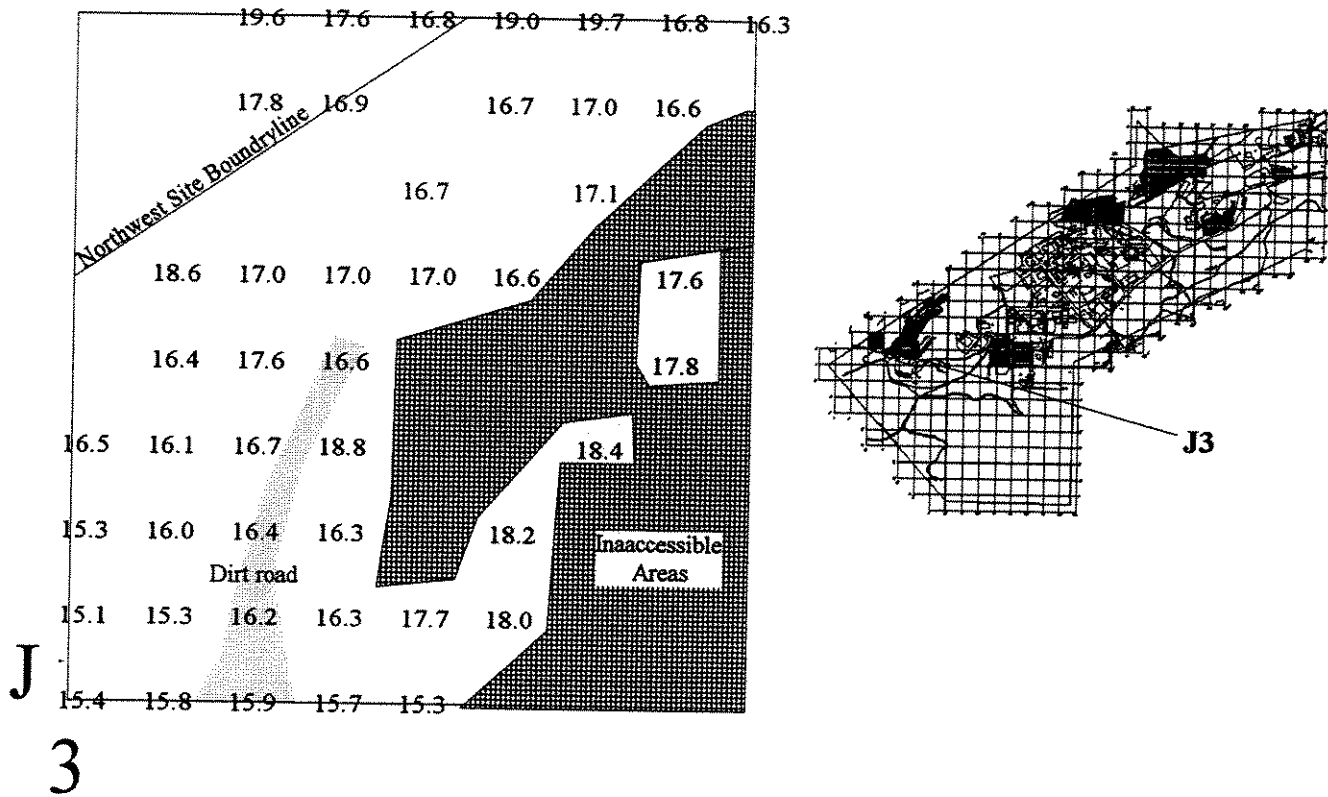 19.6 17.6 16.8 19.0 19.7 16.8 16.3
17.8 16.9 16.7 17.0 16.6
Northwest Site Boundryline
16.7 17.1
18.6 17.0 17.0 17.0 16.6 17.6
16.4 17.6 16.6 17.8
16.5 16.1 16.7 18.8 18.4
15.3 16.0 16.4 16.3 18.2
Inaaccessible
Areas
Dirt road
15.1 15.3 16.2 16.3 17.7 18.0
J
15.4 15.8 15.9 15.7 15.3
3
J3